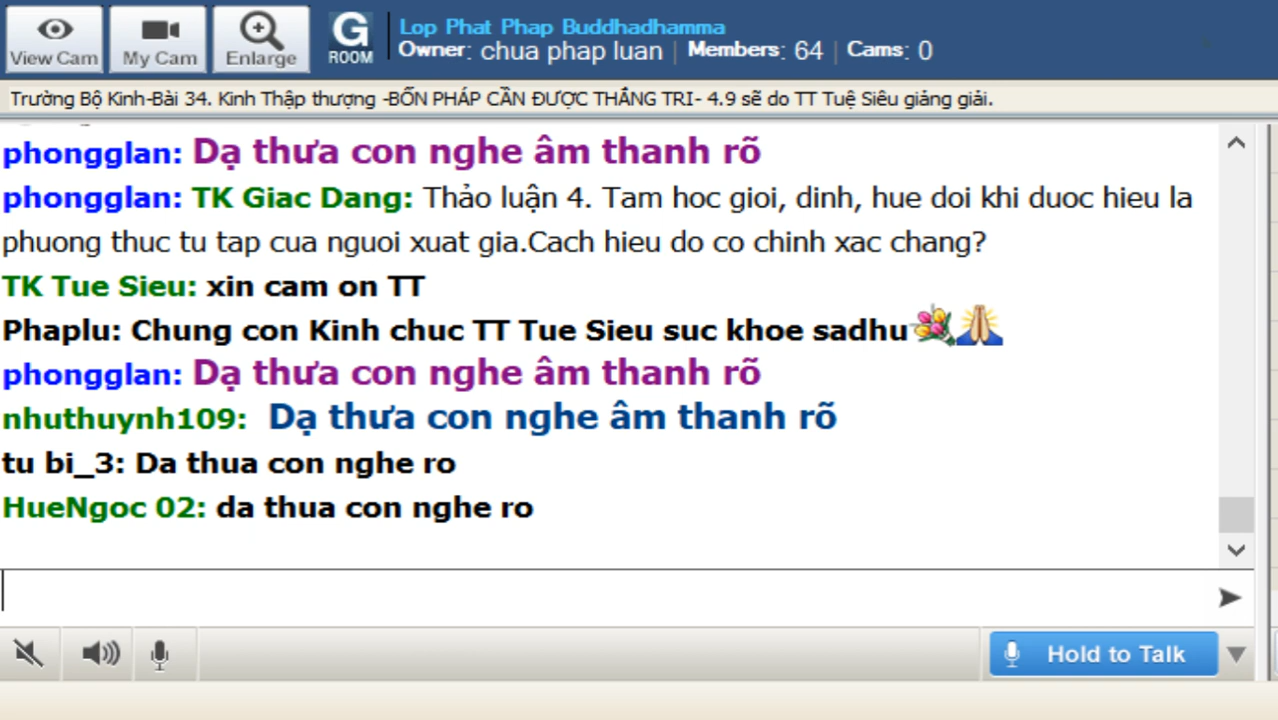 View Cam
My Cam
Enlarge
G
ROOM
Lop Phat Phap Buddhadhamma
Owner: chua phap luan | Members: 64 | Cams: 0
Trường Bộ Kinh-Bài 34. Kinh Thập thượng -BỐN PHÁP CẦN ĐƯỢC THẮNG TRI- 4.9 sẽ do TT Tuệ Siêu giảng giải.
phongglan: Dạ thưa con nghe âm thanh rõ
phongglan: TK Giac Dang: Thảo luận 4. Tam hoc gioi, dinh, hue doi khi duoc hieu la
phuong thuc tu tap cua nguoi xuat gia.Cach hieu do co chinh xac chang?
TK Tue Sieu: xin cam on TT
Phaplu: Chung con Kinh chuc TT Tue Sieu suc khoe sadhu
phongglan: Dạ thưa con nghe âm thanh rõ
nhuthuynh109: Dạ thưa con nghe âm thanh rõ
tu bi_3: Da thua con nghe ro
HueNgoc 02: da thua con nghe ro
Hold to Talk